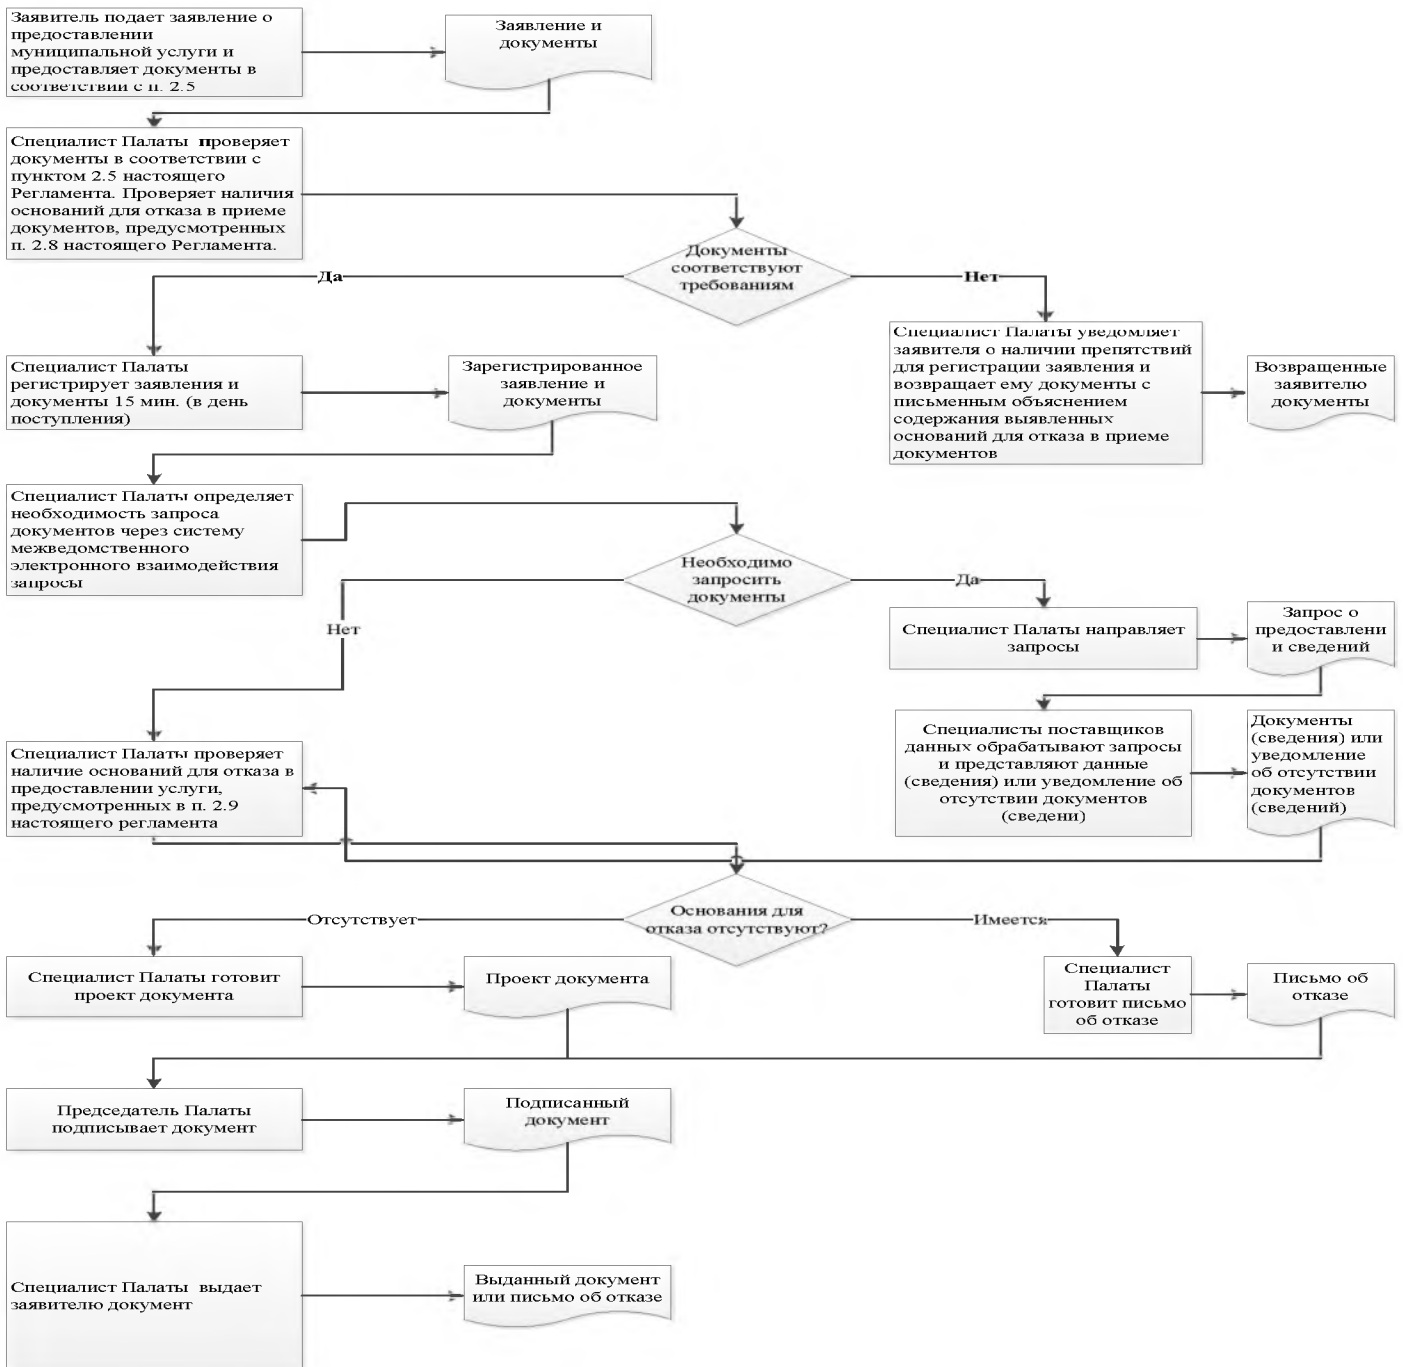 Заявитель подает заявление о
предоставлении
муниципальной услуги и
предоставляет документы в
соответствии с п. 2.5
Заявление и
документы
Специалист Палаты проверяет
документы в соответствии с
пунктом 2.5 настоящего
Регламента. Проверяет наличия
оснований для отказа в приеме
документов, предусмотренных
п. 2.8 настоящего Регламента.
Документы
соответствуют
требованиям
Да
Нет
Специалист Палаты
регистрирует заявления и
документы 15 мин. (в день
поступления)
Зарегистрированное
заявление и
документы
Специалист Палаты уведомляет
заявителя о наличии препятствий
для регистрации заявления и
возвращает ему документы с
письменным объяснением
содержания выявленных
оснований для отказа в приеме
документов
Возвращенные
заявителю
документы
Специалист Палаты определяет
необходимость запроса
документов через систему
межведомственного
электронного взаимодействия
запросы
Необходимо
запросить
документы
Да
Нет
Специалист Палаты направляет
запросы
Запрос о
предоставлени
и сведений
Специалисты поставщиков
данных обрабатывают запросы
и представляют данные
(сведения) или уведомление об
отсутствии документов
(сведени)
Документы
(сведения) или
уведомление
об отсутствии
документов
(сведений)
Специалист Палаты проверяет
наличие оснований для отказа в
предоставлении услуги,
предусмотренных в п. 2.9
настоящего регламента
Основания для
отказа отсутствуют?
Отсутствует
Имеется
Специалист Палаты готовит
проект документа
Проект документа
Специалист
Палаты
готовит письмо
об отказе
Письмо об
отказе
Председатель Палаты
подписывает документ
Подписанный
документ
Специалист Палаты выдает
заявителю документ
Выданный документ
или письмо об отказе